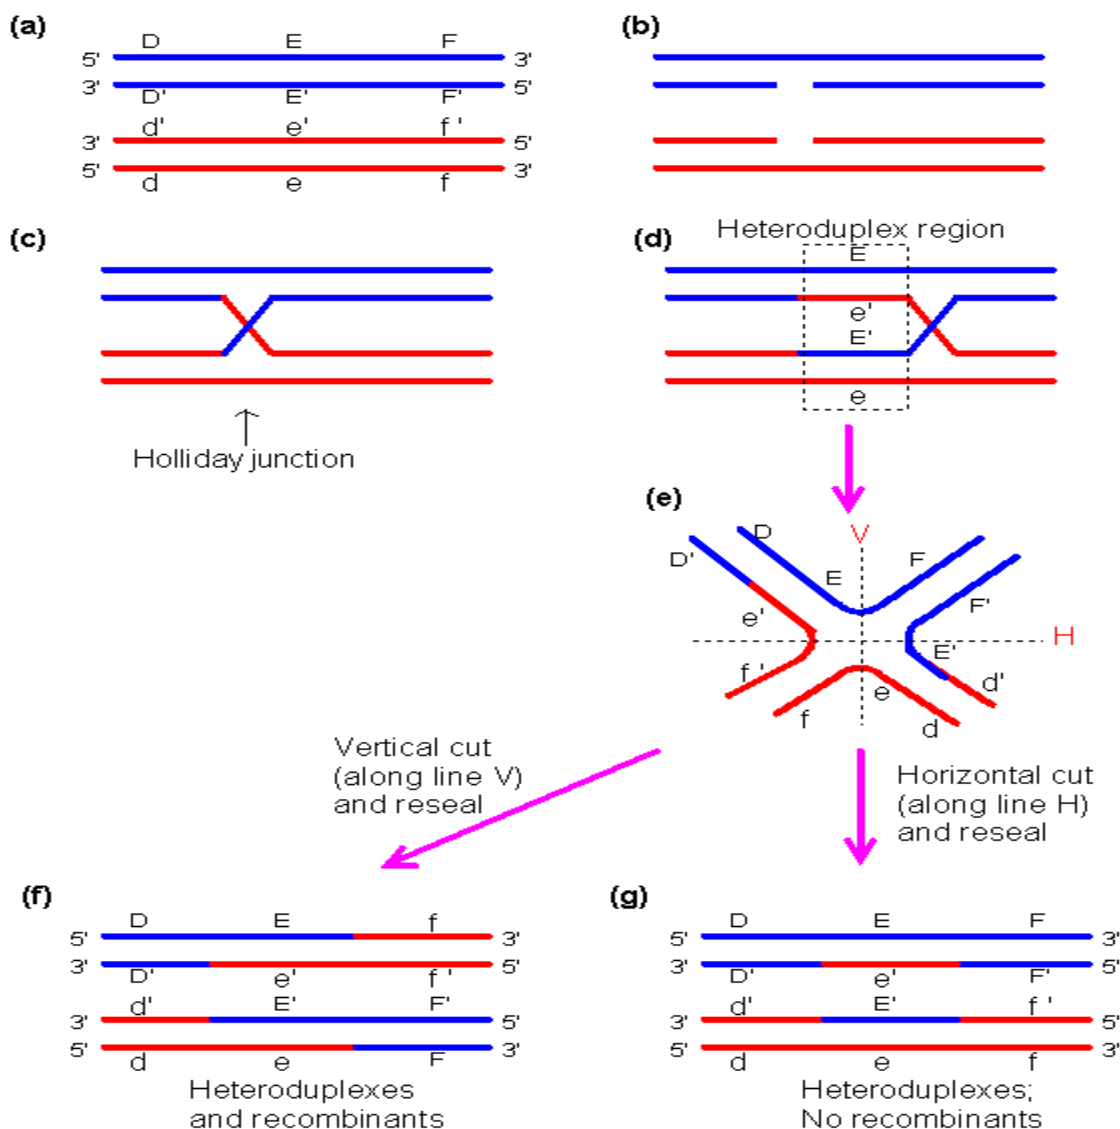 (a)
D E F
5' 3'
3' 5'
D' E' F'
d' e' f '
3' 5'
5' 3'
d e f
(b)
(c)
Holliday junction
(d)
Heteroduplex region
E
e'
E'
e
(e)
V
D
D'
E
F
F'
e'
H
E'
f '
d'
e
f
d
Vertical cut
(along line V)
and reseal
Horizontal cut
(along line H)
and reseal
(f)
D E f
5' 3'
3' 5'
D' e' f '
d' E' F'
3' 5'
5' 3'
d e F
Heteroduplexes
and recombinants
(g)
D E F
5' 3'
3' 5'
D' e' F'
d' E' f '
3' 5'
5' 3'
d e f
Heteroduplexes;
No recombinants